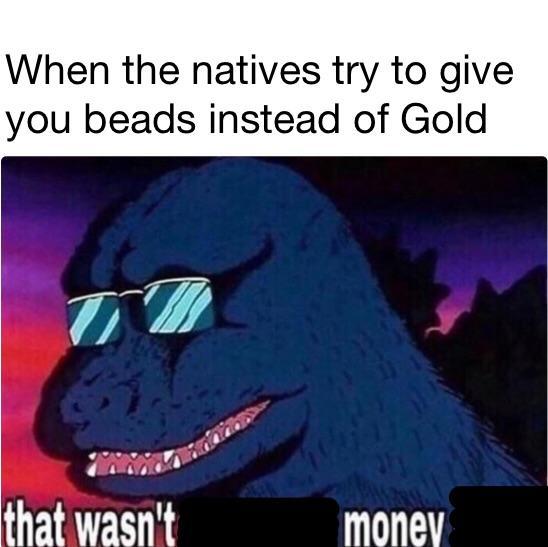 When the natives try to give
you beads instead of Gold
that wasn't money